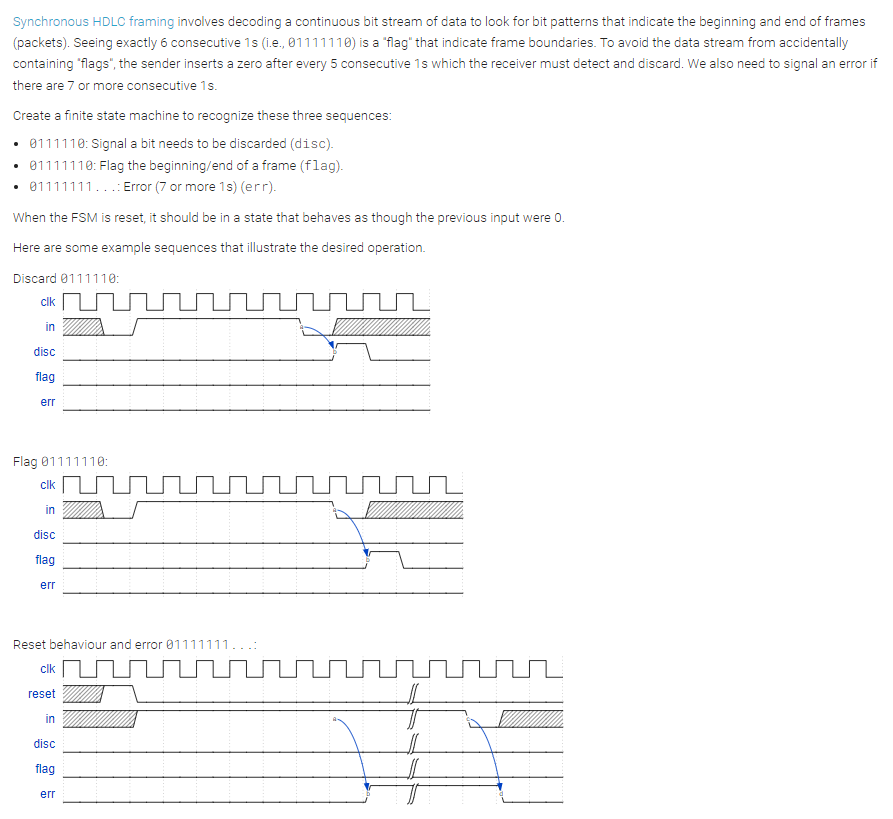 Synchronous HDLC framing involves decoding a continuous bit stream of data to look for bit patterns that indicate the beginning and end of frames
(packets). Seeing exactly 6 consecutive 1s (i.e., 01111110) is a "flag" that indicate frame boundaries. To avoid the data stream from accidentally
containing "flags", the sender inserts a zero after every 5 consecutive 1s which the receiver must detect and discard. We also need to signal an error if
there are 7 or more consecutive 1s.
Create a finite state machine to recognize these three sequences:
• 0111110: Signal a bit needs to be discarded (disc).
• 01111110: Flag the beginning/end of a frame (flag).
• 01111111...: Error (7 or more 1s) (err).
When the FSM is reset, it should be in a state that behaves as though the previous input were 0.
Here are some example sequences that illustrate the desired operation.
Discard 0111110:
clk
in
a
disc
b
flag
err
Flag 01111110:
clk
in
a
disc
flag
b
err
Reset behaviour and error 01111111...:
clk
reset
in
a c
disc
flag
err
b d